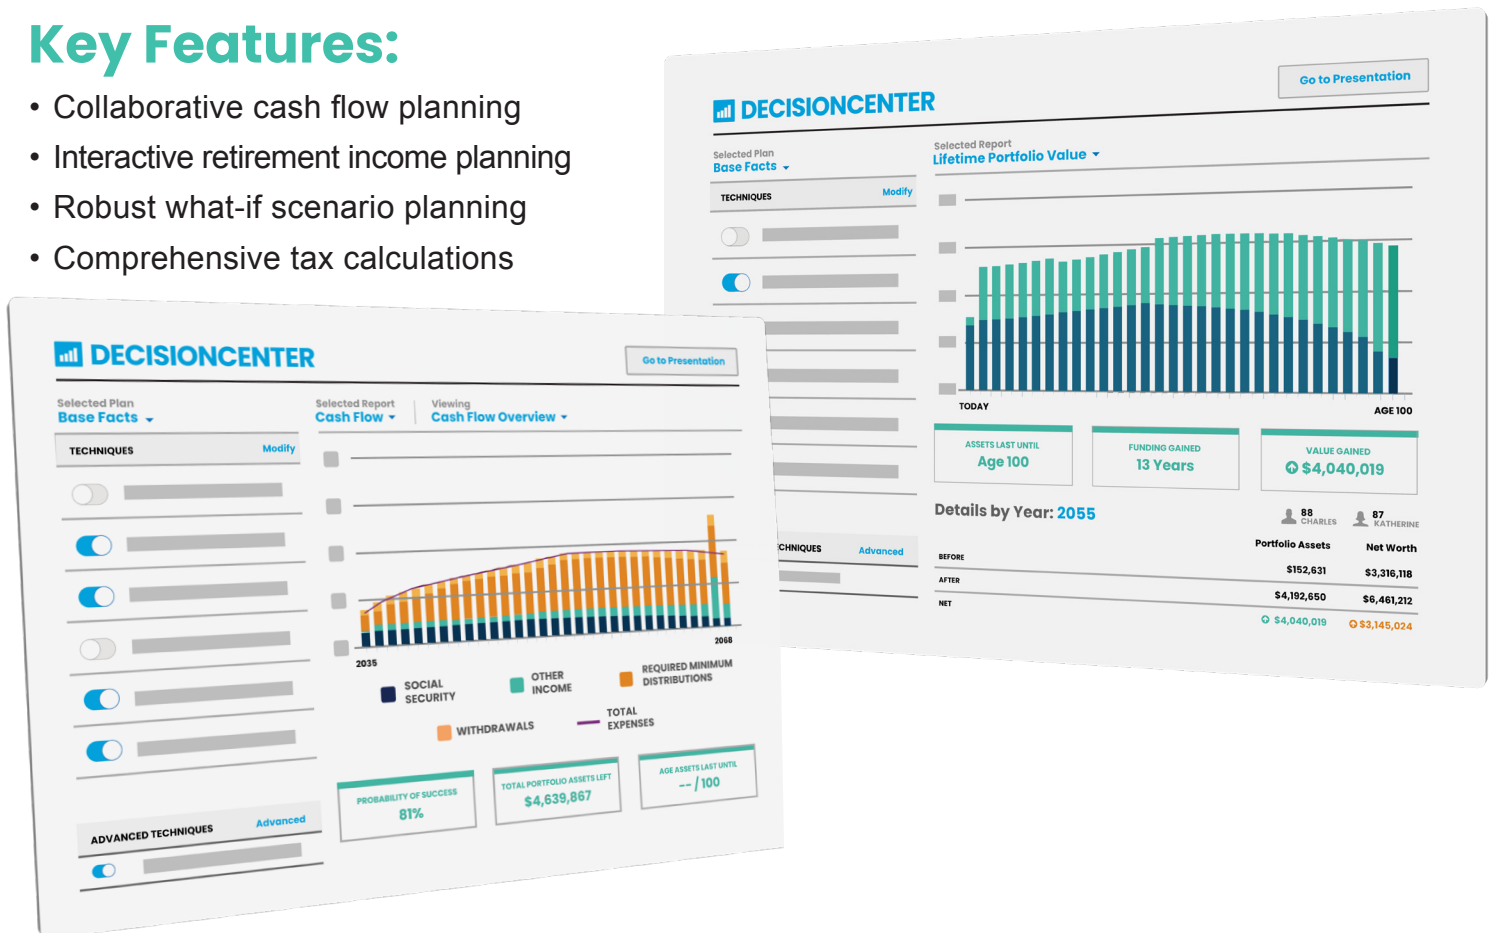 Key Features:
• Collaborative cash flow planning
• Interactive retirement income planning
• Robust what-if scenario planning
• Comprehensive tax calculations
DECISIONCENTER
Go to Presentation
Selected Plan
Base Facts
Selected Report
Lifetime Portfolio Value
TECHNIQUES
Modify
TODAY
AGE 100
ASSETS LAST UNTIL
Age 100
FUNDING GAINED
13 Years
VALUE GAINED
$4,040,019
Details by Year: 2055
88
CHARLES
87
KATHERINE
Portfolio Assets
Net Worth
BEFORE
$152,631
$3,316,118
AFTER
$4,192,650
$6,461,212
NET
$4,040,019
$3,145,024
CHNIQUES
Advanced
DECISIONCENTER
Go to Presentation
Selected Plan
Base Facts
Selected Report
Cash Flow
Viewing
Cash Flow Overview
TECHNIQUES
Modify
2035
2068
SOCIAL
SECURITY
OTHER
INCOME
REQUIRED MINIMUM
DISTRIBUTIONS
WITHDRAWALS
TOTAL
EXPENSES
PROBABILITY OF SUCCESS
81%
TOTAL PORTFOLIO ASSETS LEFT
$4,639,867
AGE ASSETS LAST UNTIL
-- / 100
ADVANCED TECHNIQUES
Advanced